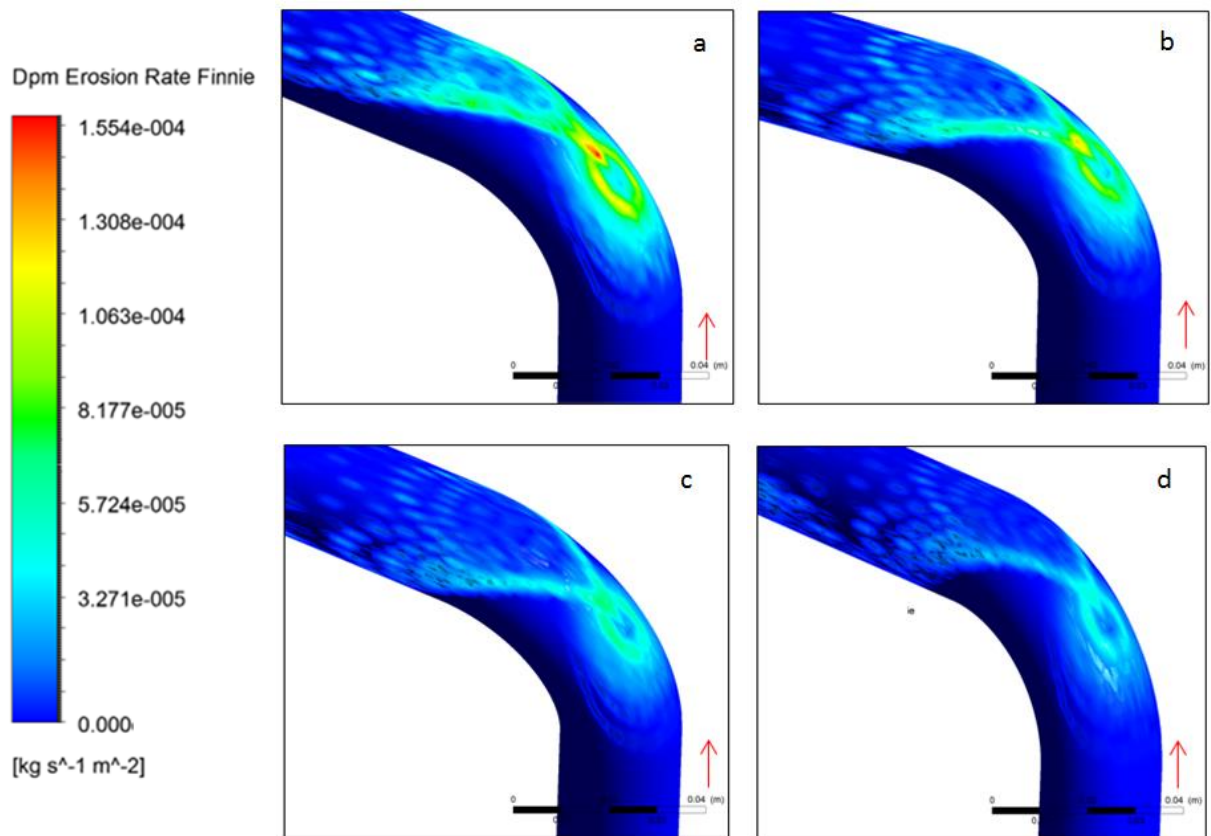 Dpm Erosion Rate Finnie
1.554e-004
1.308e-004
1.063e-004
8.177e-005
5.724e-005
3.271e-005
0.000
[kg s^-1 m^-2]
a
0 0.04 (m)
b
0 0.04 (m)
c
0 0.04 (m)
d
ie
0 0.04 (m)